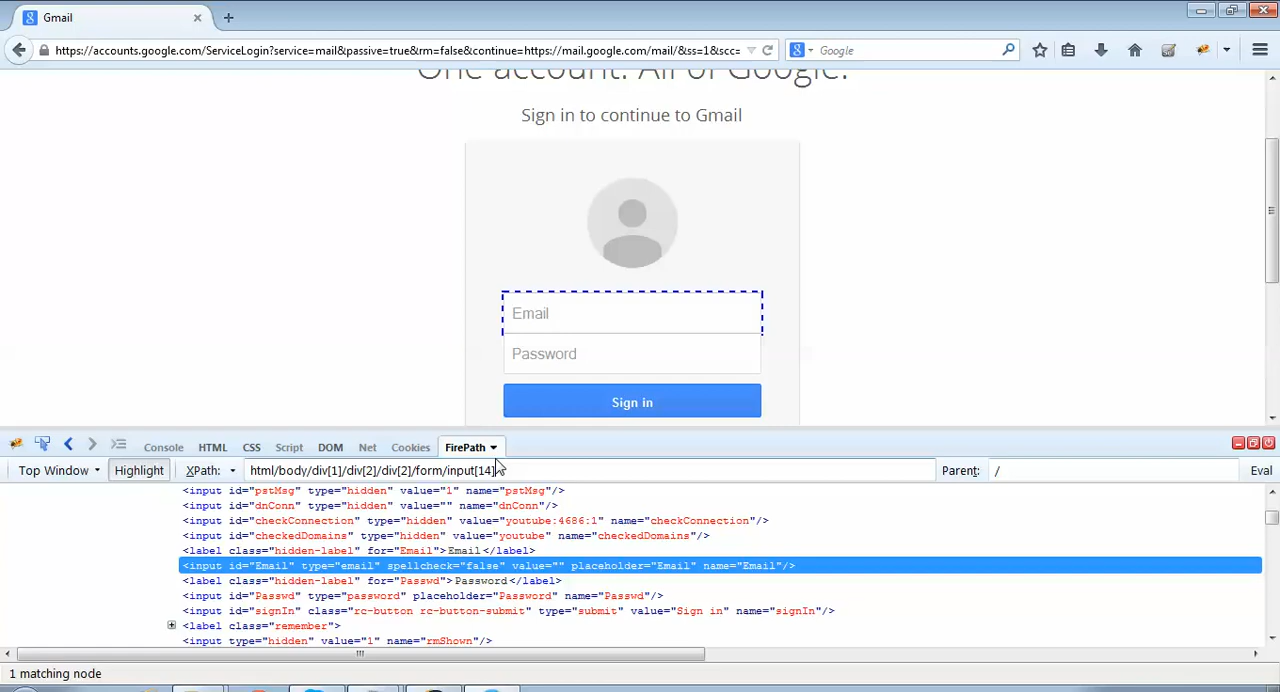 Gmail
https://accounts.google.com/ServiceLogin?service=mail&passive=true&rm=false&continue=https://mail.google.com/mail/&ss=1&scc=
Google
One account. All of Google.
Sign in to continue to Gmail
Email
Password
Sign in
Console HTML CSS Script DOM Net Cookies FirePath
Top Window Highlight XPath: html/body/div[1]/div[2]/div[2]/form/input[14] Parent: / Eval
<input id="pstMsg" type="hidden" value="1" name="pstMsg"/>
<input id="dnConn" type="hidden" value="" name="dnConn"/>
<input id="checkConnection" type="hidden" value="youtube:4686:1" name="checkConnection"/>
<input id="checkedDomains" type="hidden" value="youtube" name="checkedDomains"/>
<label class="hidden-label" for="Email">Email</label>
<input id="Email" type="email" spellcheck="false" value="" placeholder="Email" name="Email"/>
<label class="hidden-label" for="Passwd">Password</label>
<input id="Passwd" type="password" placeholder="Password" name="Passwd"/>
<input id="signIn" class="rc-button rc-button-submit" type="submit" value="Sign in" name="signIn"/>
<label class="remember">
<input type="hidden" value="1" name="rmShown"/>
1 matching node